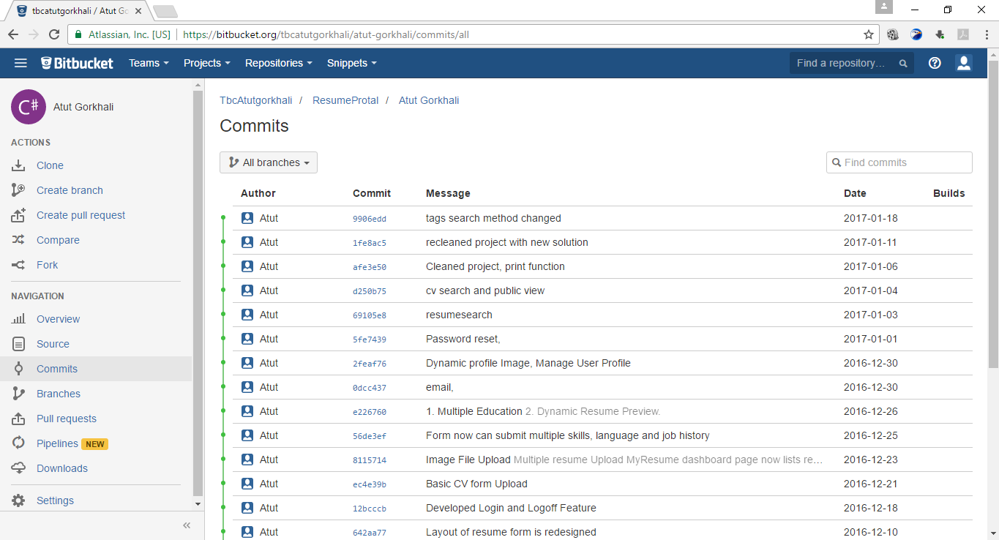 tbcatutgorkhali / Atut Go
Atlassian, Inc. [US] https://bitbucket.org/tbcatutgorkhali/atut-gorkhali/commits/all
Bitbucket Teams Projects Repositories Snippets Find a repository…
C# Atut Gorkhali
ACTIONS
Clone
Create branch
Create pull request
Compare
Fork
NAVIGATION
Overview
Source
Commits
Branches
Pull requests
Pipelines NEW
Downloads
Settings
TbcAtutgorkhali / ResumeProtal / Atut Gorkhali
Commits
All branches Find commits
Author Commit Message Date Builds
Atut 9906edd tags search method changed 2017-01-18
Atut 1fe8ac5 recleaned project with new solution 2017-01-11
Atut afe3e50 Cleaned project, print function 2017-01-06
Atut d250b75 cv search and public view 2017-01-04
Atut 69105e8 resumesearch 2017-01-03
Atut 5fe7439 Password reset, 2017-01-01
Atut 2feaf76 Dynamic profile Image, Manage User Profile 2016-12-30
Atut 0dcc437 email, 2016-12-30
Atut e226760 1. Multiple Education 2. Dynamic Resume Preview. 2016-12-26
Atut 56de3ef Form now can submit multiple skills, language and job history 2016-12-25
Atut 8115714 Image File Upload Multiple resume Upload MyResume dashboard page now lists re… 2016-12-23
Atut ec4e39b Basic CV form Upload 2016-12-21
Atut 12bcccb Developed Login and Logoff Feature 2016-12-18
Atut 642aa77 Layout of resume form is redesigned 2016-12-10